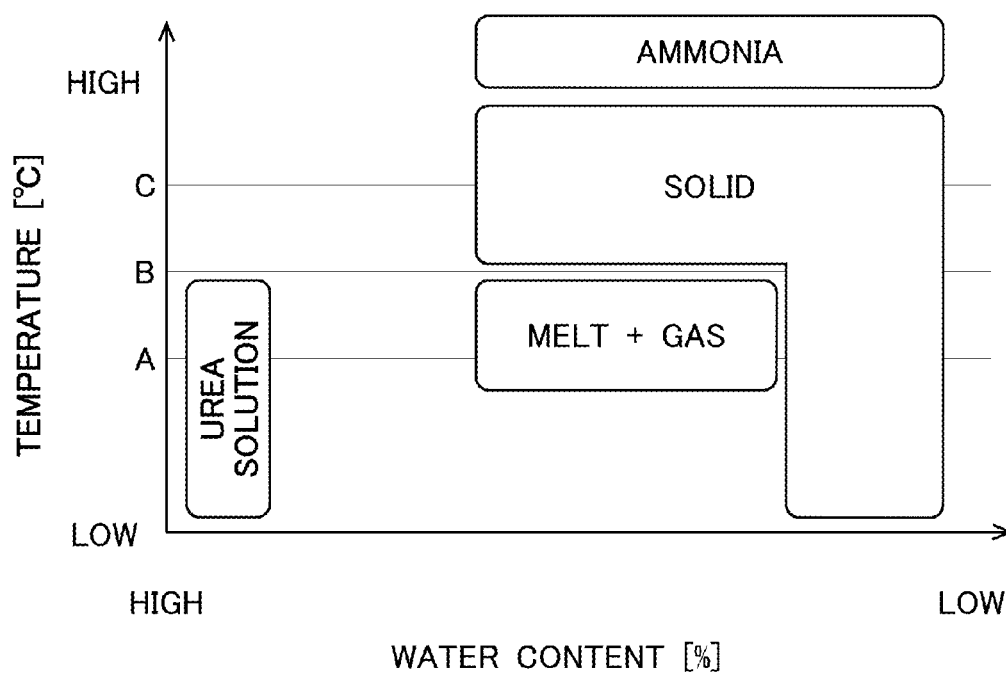 AMMONIA
HIGH
C
SOLID
B
TEMPERATURE [℃]
MELT + GAS
A
UREA
SOLUTION
LOW
HIGH
LOW
WATER CONTENT [%]